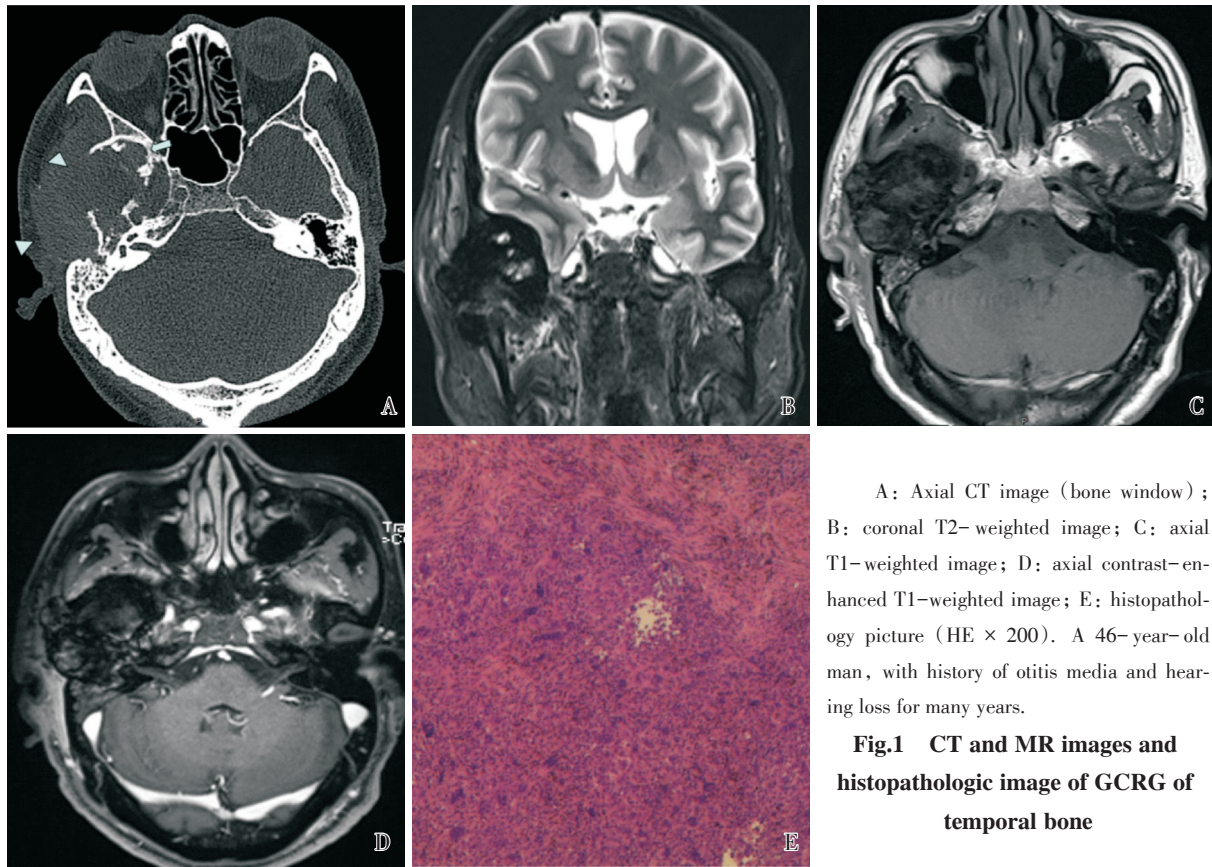 A
B
C
Tra
>Co
D
E
A: Axial CT image (bone window);
B: coronal T2-weighted image; C: axial
T1-weighted image; D: axial contrast-en-
hanced T1-weighted image; E: histopathol-
ogy picture (HE × 200). A 46-year-old
man, with history of otitis media and hear-
ing loss for many years.
Fig.1 CT and MR images and
histopathologic image of GCRG of
temporal bone